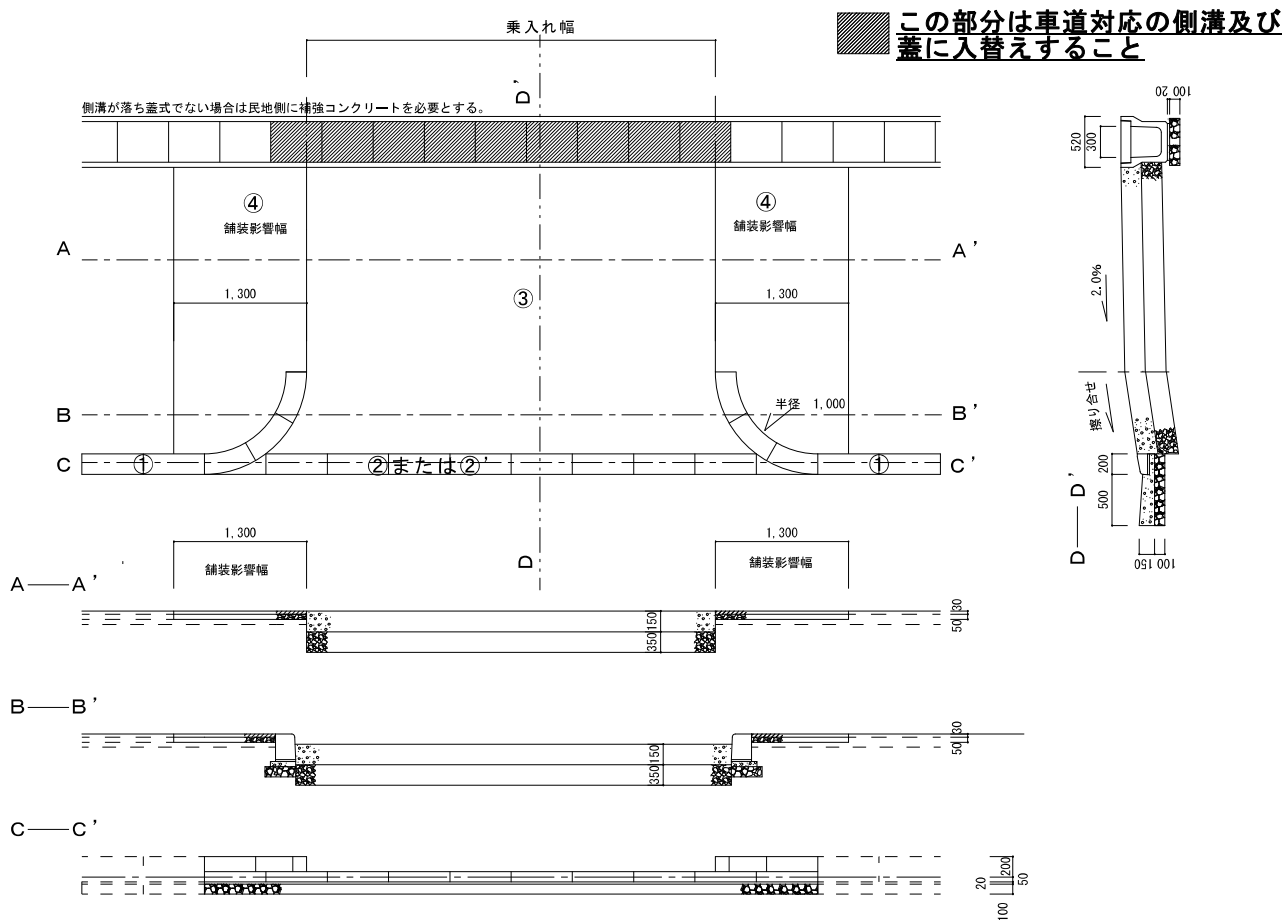 この部分は車道対応の側溝及び
蓋に入替えすること
乗入れ幅
D'
側溝が落ち蓋式でない場合は民地側に補強コンクリートを必要とする。
④
舗装影響幅
④
舗装影響幅
A
A'
1,300
③
1,300
B
B'
半径 1,000
C
①
②または②'
①
C'
D
1,300
舗装影響幅
1,300
舗装影響幅
A——A'
350 150
50 30
B——B'
350 150
50 30
C——C'
200
50
20
100
100 20
520
300
2.0%
擦り合せ
200
500
D——D'
150 100